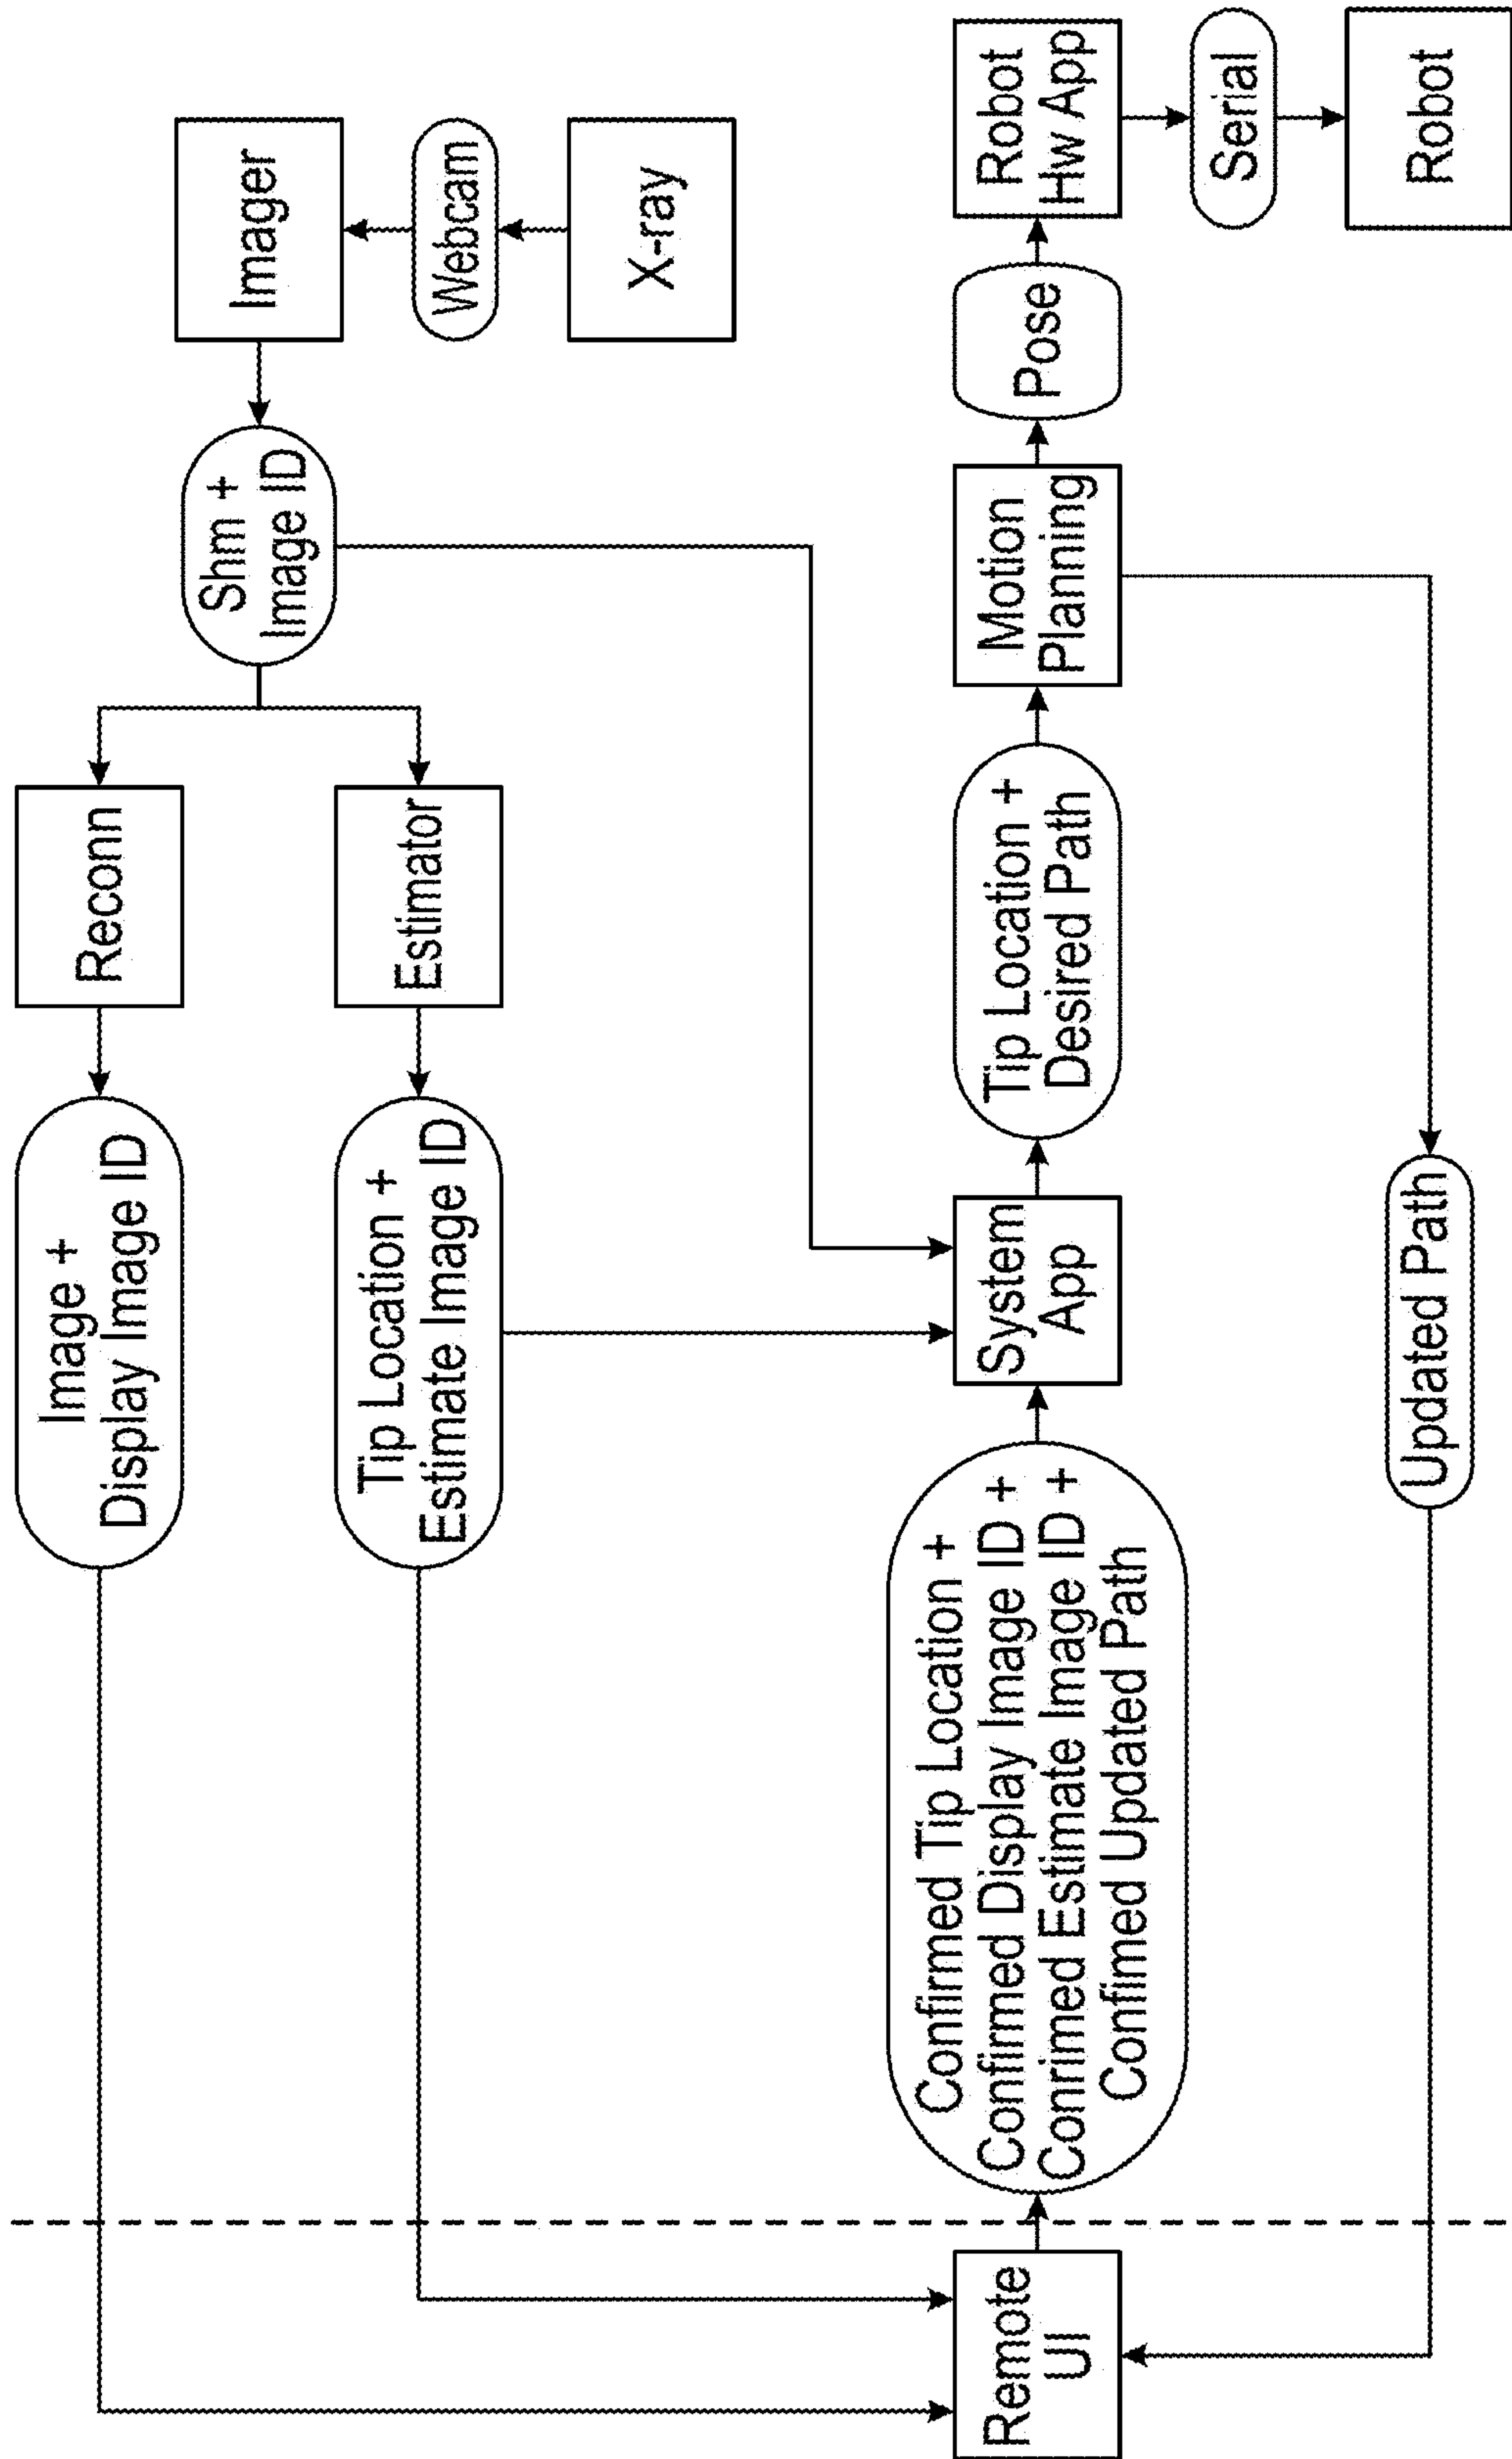 Imager
Webcam
X-ray
Shm +
Image ID
Reconn
Estimator
Image +
Display Image ID
Tip Location +
Estimate Image ID
Remote
UI
Confirmed Tip Location +
Confirmed Display Image ID +
Conrimed Estimate Image ID +
Confimed Updated Path
System
App
Tip Location +
Desired Path
Motion
Planning
Pose
Robot
Hw App
Serial
Robot
Updated Path